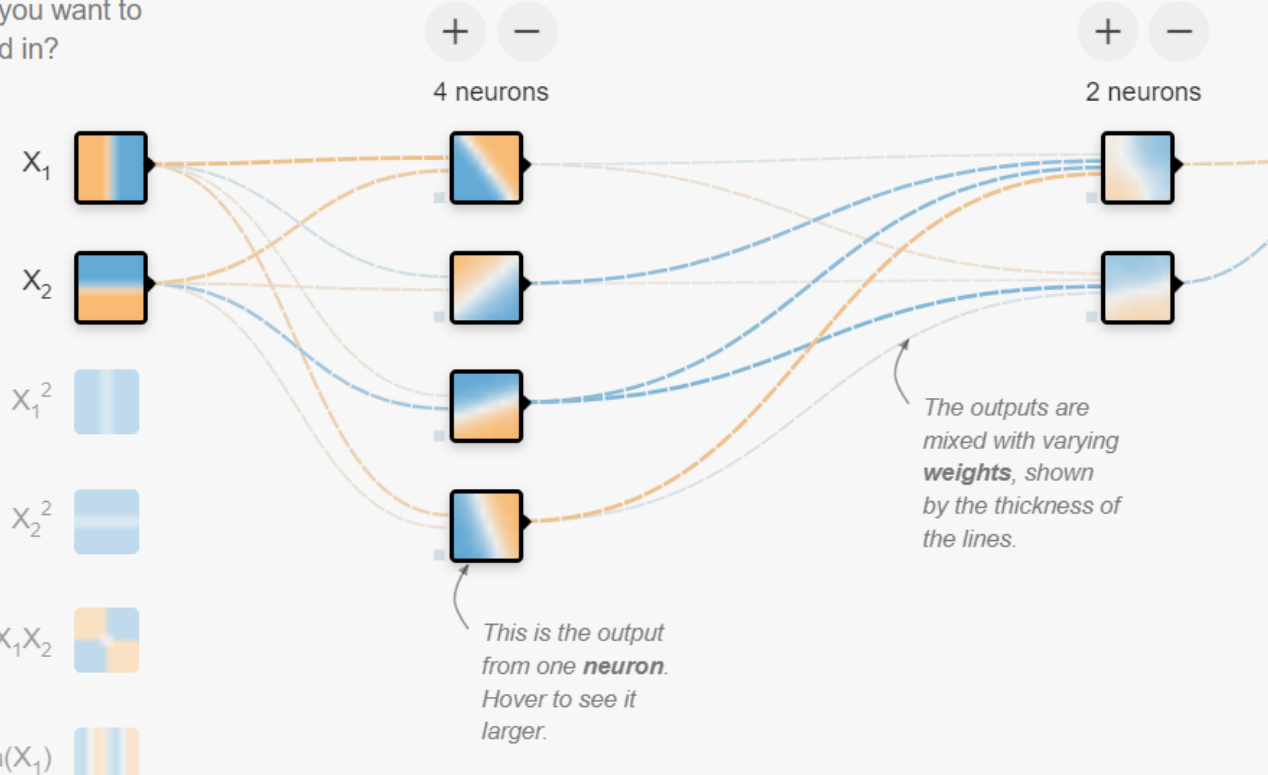 you want to
d in?
+ −
+ −
4 neurons
2 neurons
X₁
X₂
X₁²
X₂²
X₁X₂
(X₁)
The outputs are
mixed with varying
weights, shown
by the thickness of
the lines.
This is the output
from one neuron.
Hover to see it
larger.